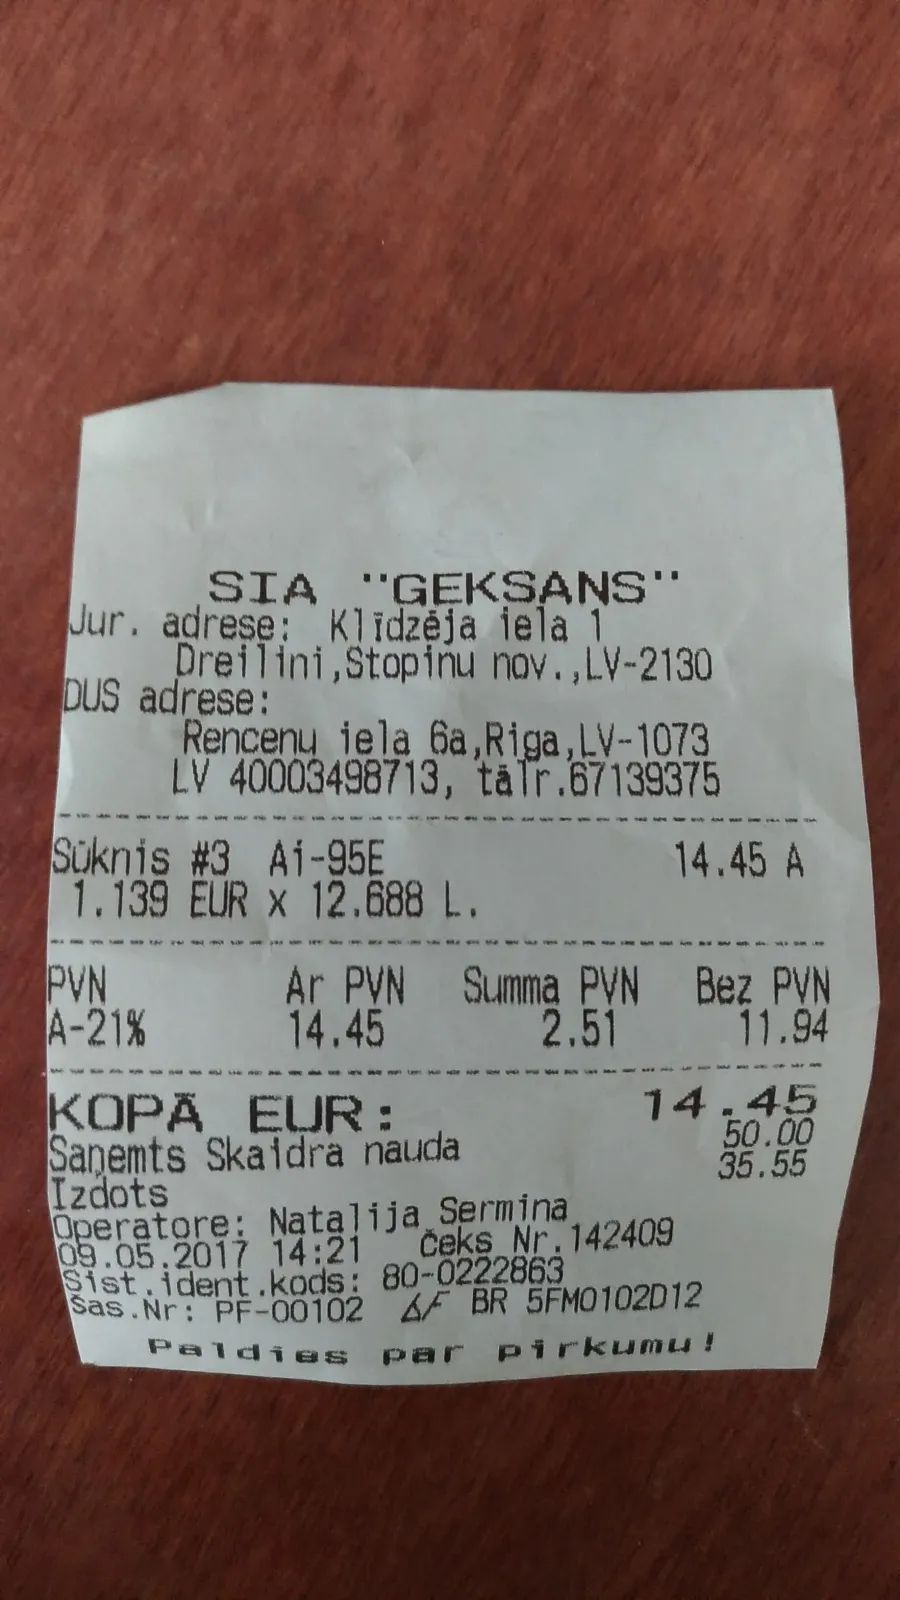 SIA "GEKSANS"
Jur. adrese: Klīdzēja iela 1
Dreilini,Stopinu nov.,LV-2130
DUS adrese:
Rencenu iela 6a,Riga,LV-1073
LV 40003498713, tālr.67139375
Sūknis #3 Ai-95E 14.45 A
1.139 EUR x 12.688 L.
PVN Ar PVN Summa PVN Bez PVN
A-21% 14.45 2.51 11.94
KOPĀ EUR: 14.45
Saņemts Skaidra nauda 50.00
Izdots 35.55
Operatore: Natalija Sermina
09.05.2017 14:21 Čeks Nr.142409
Sist.ident.kods: 80-0222863
Šas.Nr: PF-00102 BR 5FM0102D12
Paldies par pirkumu!